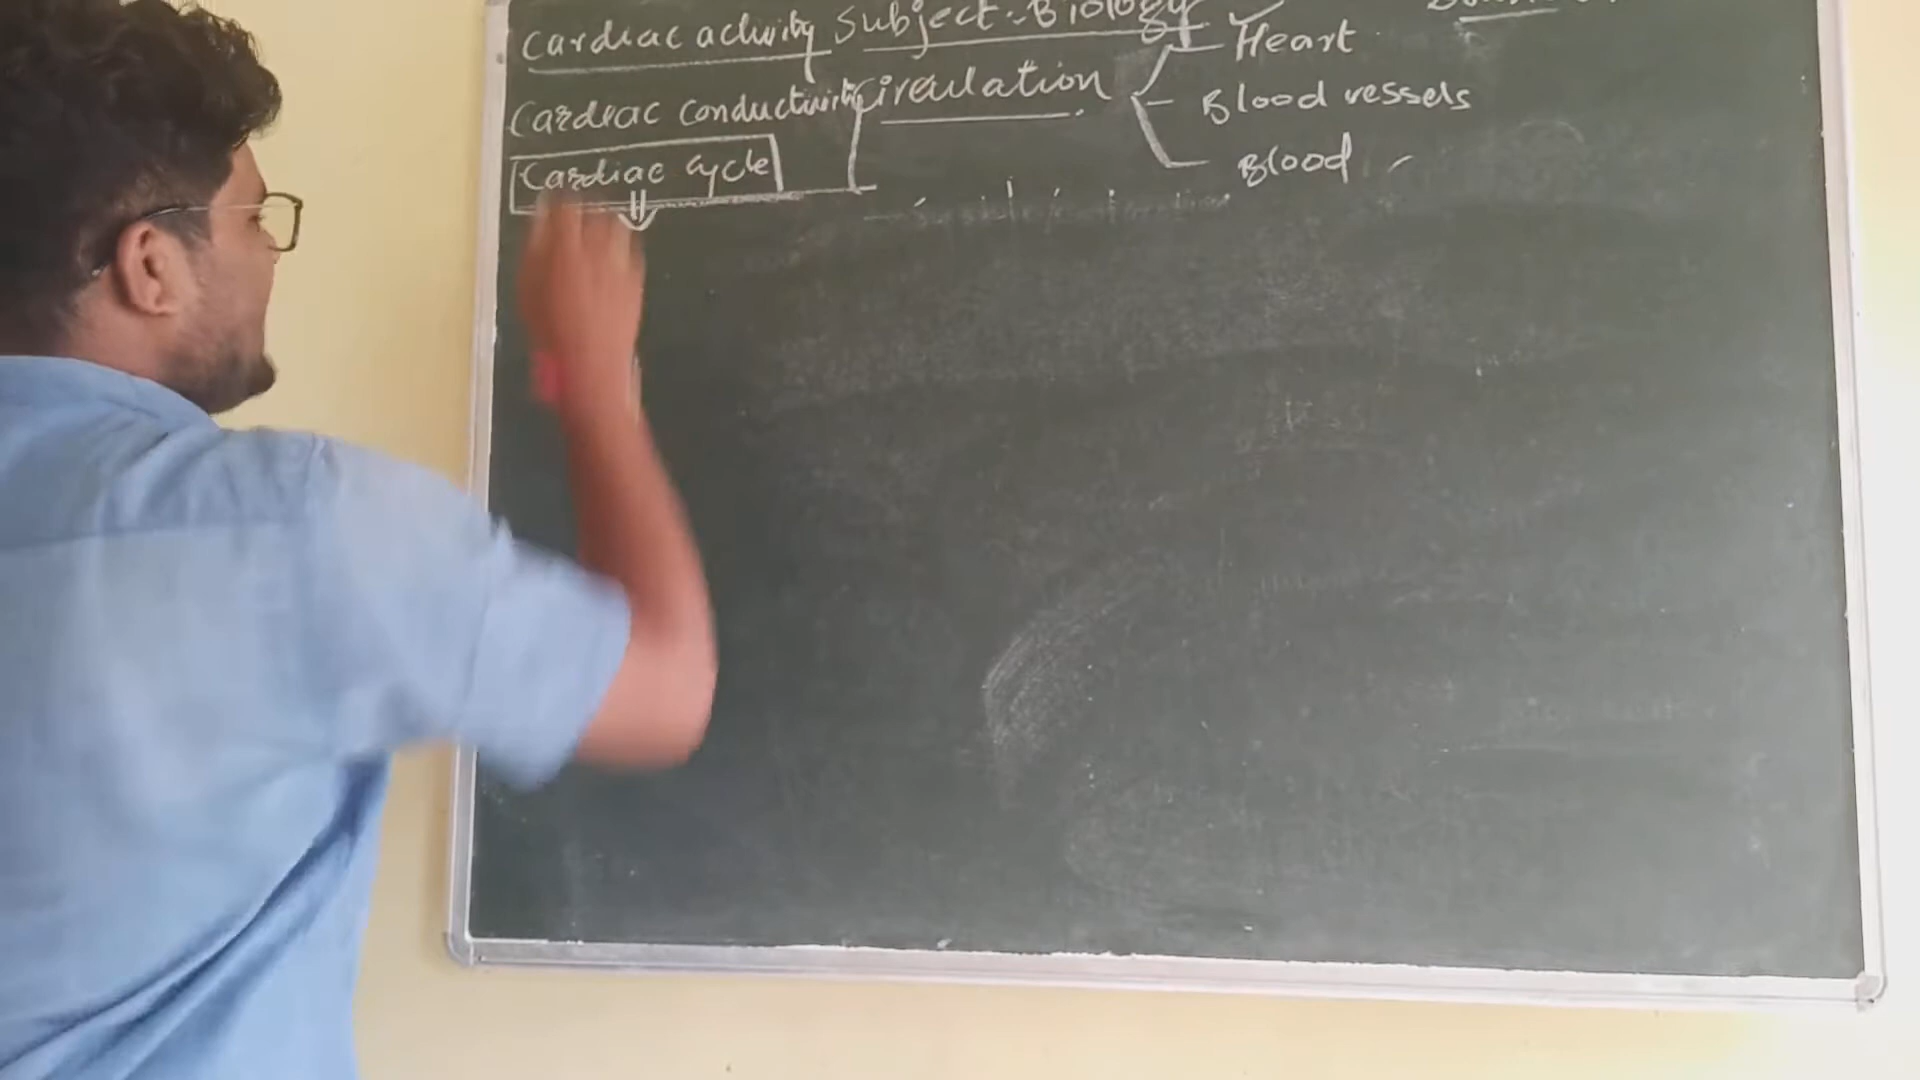 Cardiac activity Subject:-Biology
Cardiac conductivity Circulation
Heart
Blood vessels
Blood
Cardiac cycle